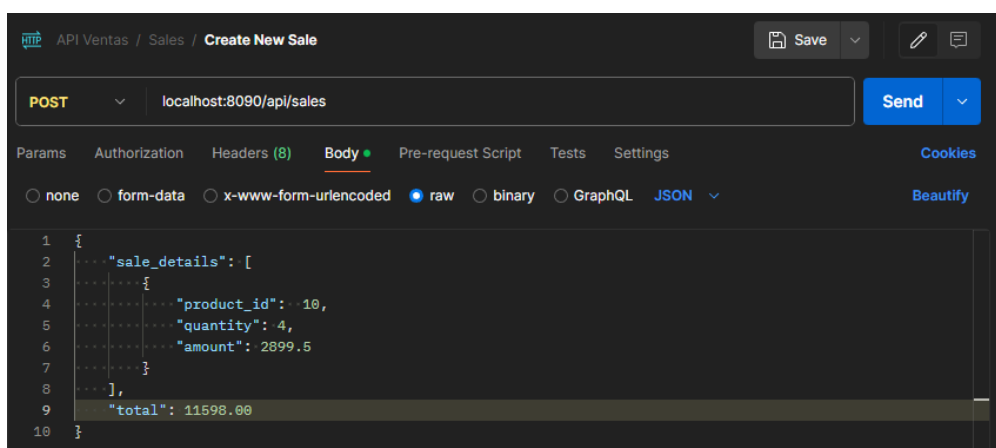 HTTP API Ventas / Sales / Create New Sale Save
POST localhost:8090/api/sales Send
Params Authorization Headers (8) Body Pre-request Script Tests Settings Cookies
none form-data x-www-form-urlencoded raw binary GraphQL JSON Beautify
1 {
2 "sale_details": [
3 {
4 "product_id": 10,
5 "quantity": 4,
6 "amount": 2899.5
7 }
8 ],
9 "total": 11598.00
10 }